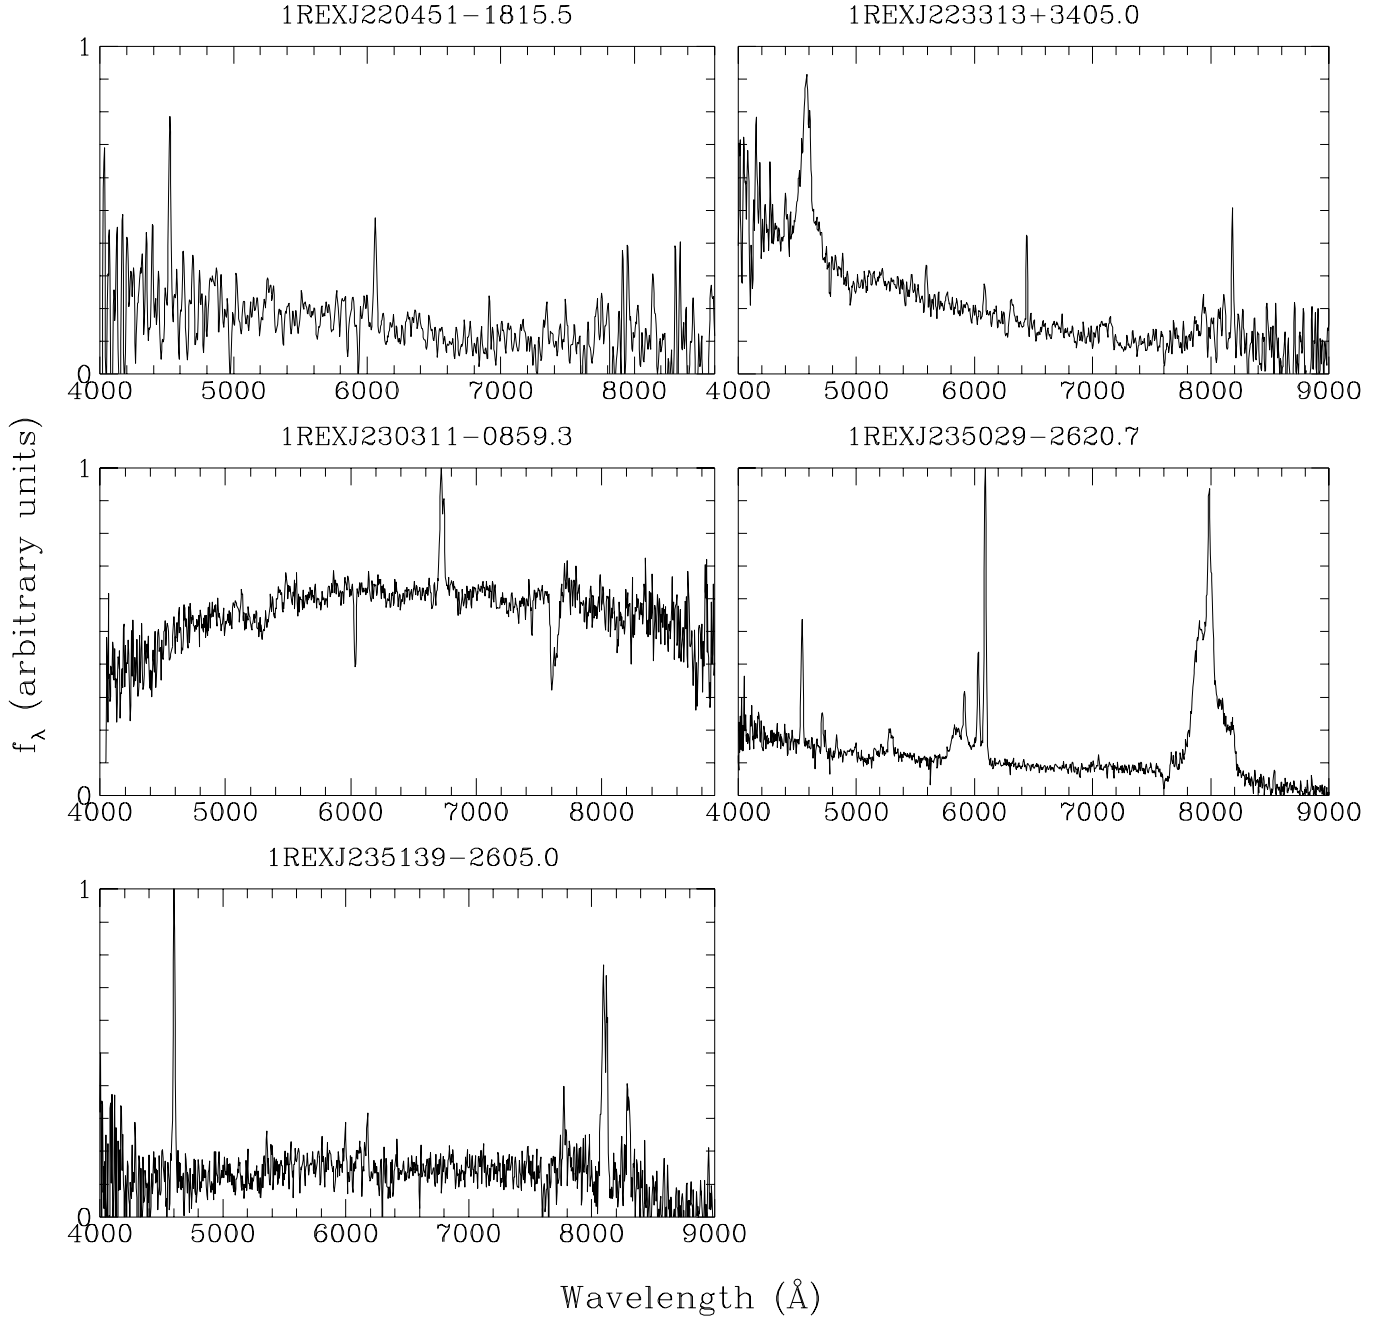 1REXJ220451−1815.5
1REXJ223313+3405.0
1
0
4000 5000 6000 7000 8000
4000 5000 6000 7000 8000 9000
1REXJ230311−0859.3
1REXJ235029−2620.7
1
0
4000 5000 6000 7000 8000
4000 5000 6000 7000 8000 9000
fλ (arbitrary units)
1REXJ235139−2605.0
1
0
4000 5000 6000 7000 8000 9000
Wavelength (Å)